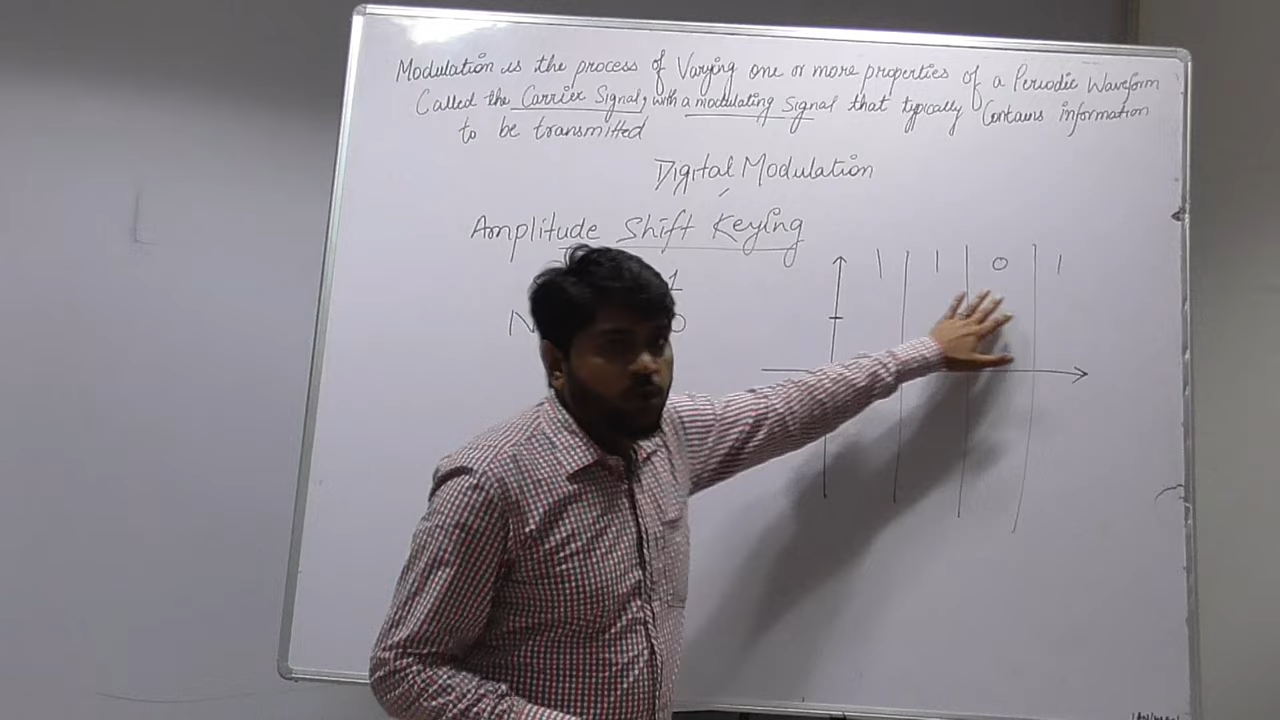 Modulation is the process of Varying one or more properties of a Periodic Waveform
Called the Carrier Signal, with a modulating Signal that typically Contains information
to be transmitted
Digital Modulation
Amplitude Shift Keying
1
N
0
1 1 0 1